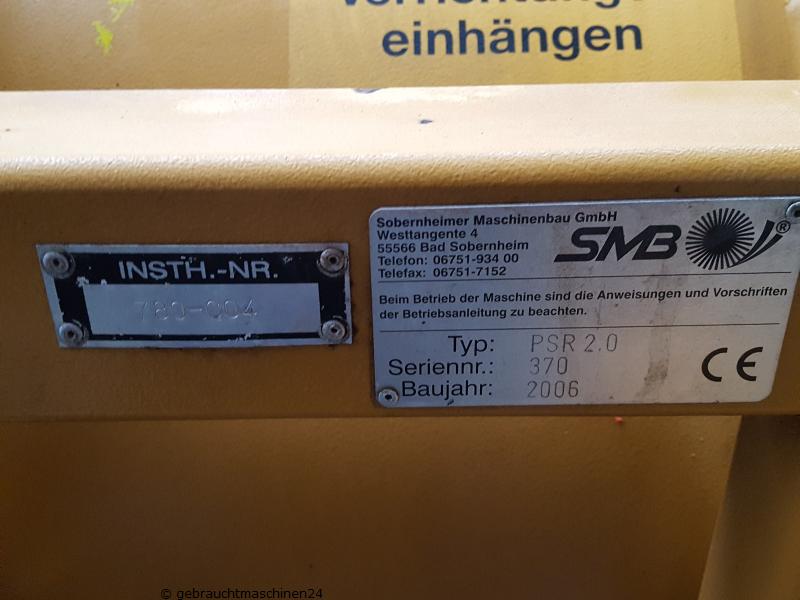 einhängen
INSTH.-NR.
780-004
Sobernheimer Maschinenbau GmbH
Westtangente 4
55566 Bad Sobernheim
Telefon: 06751-934 00
Telefax: 06751-7152
SMB ®
Beim Betrieb der Maschine sind die Anweisungen und Vorschriften
der Betriebsanleitung zu beachten.
Typ: PSR 2.0
Seriennr.: 370
Baujahr: 2006
CE
© gebrauchtmaschinen24